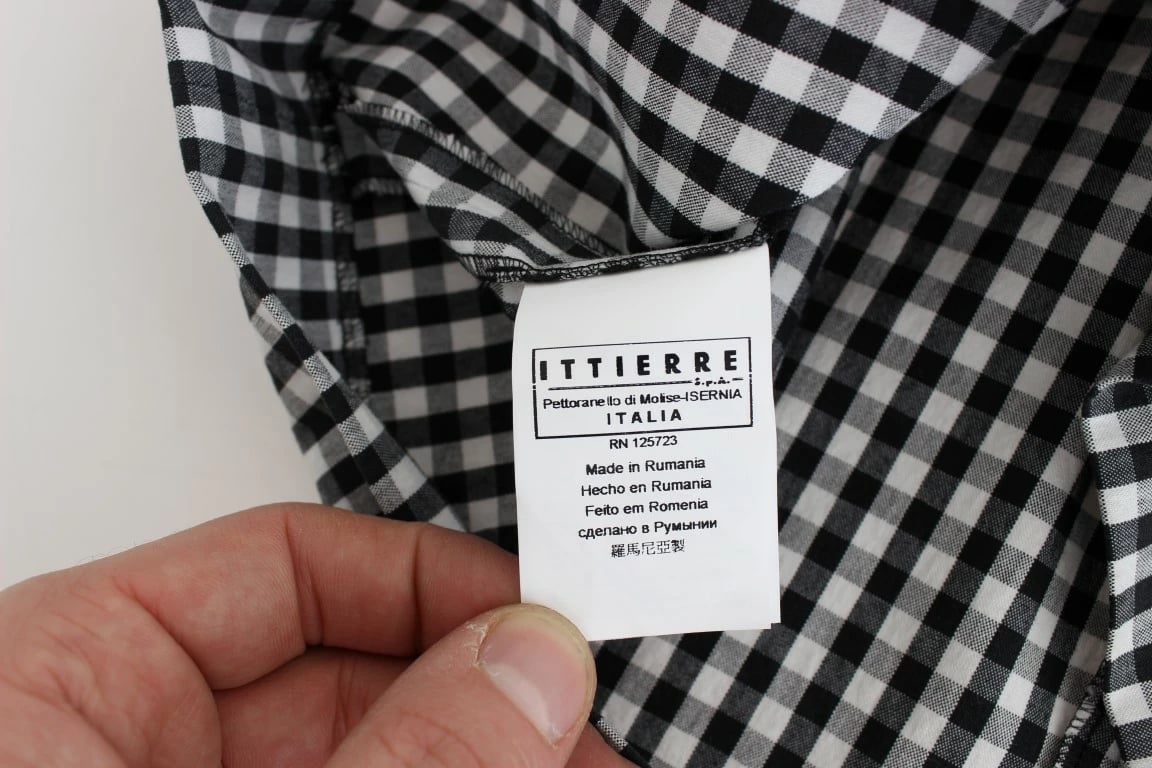 ITTIERRE
S.p.A.
Pettoranello di Molise-ISERNIA
ITALIA
RN 125723
Made in Rumania
Hecho en Rumania
Feito em Romenia
сделано в Румынии
羅馬尼亞製